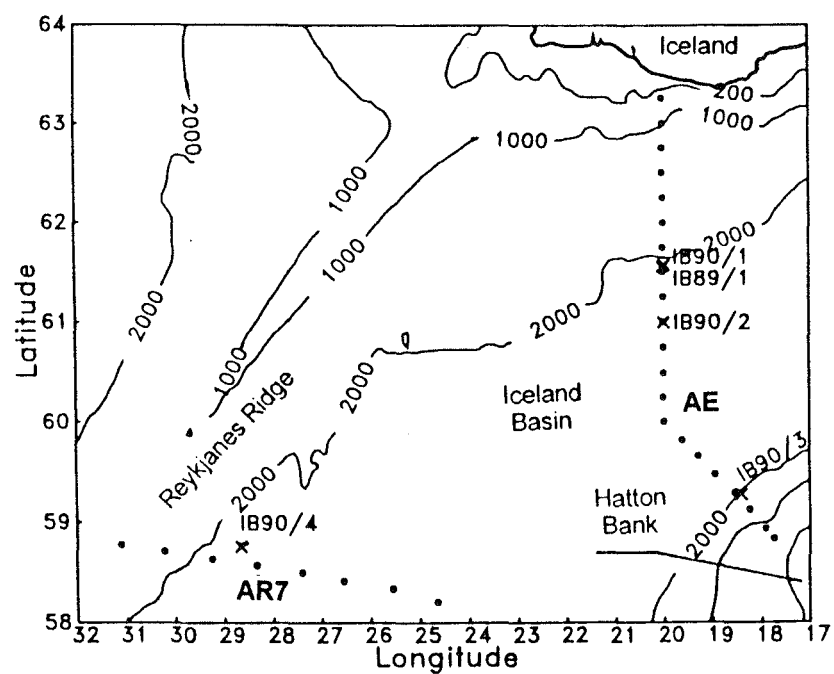 64
63
62
61
60
59
58
Latitude
Iceland
200
1000
1000
2000
2000
1000
1000
1000
2000
2000
2000
2000
2000
IB90/1
IB89/1
IB90/2
Iceland
Basin
AE
IB90/3
Hatton
Bank
Reykjanes Ridge
IB90/4
AR7
32 31 30 29 28 27 26 25 24 23 22 21 20 19 18 17
Longitude